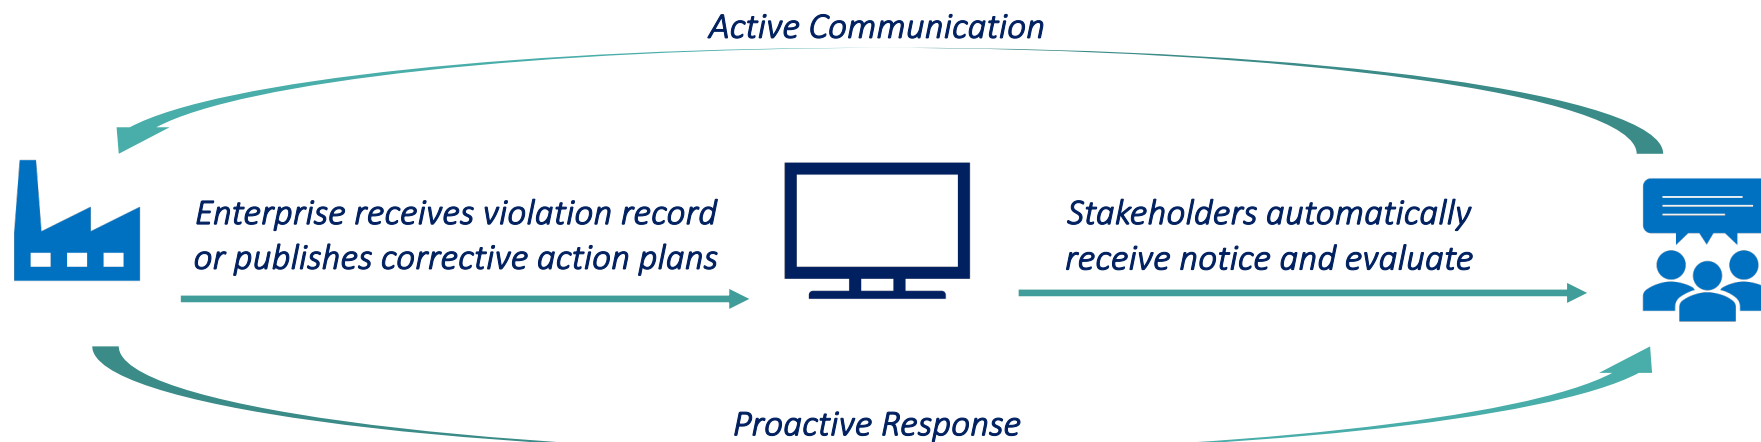 Active Communication
Enterprise receives violation record
or publishes corrective action plans
Stakeholders automatically
receive notice and evaluate
Proactive Response